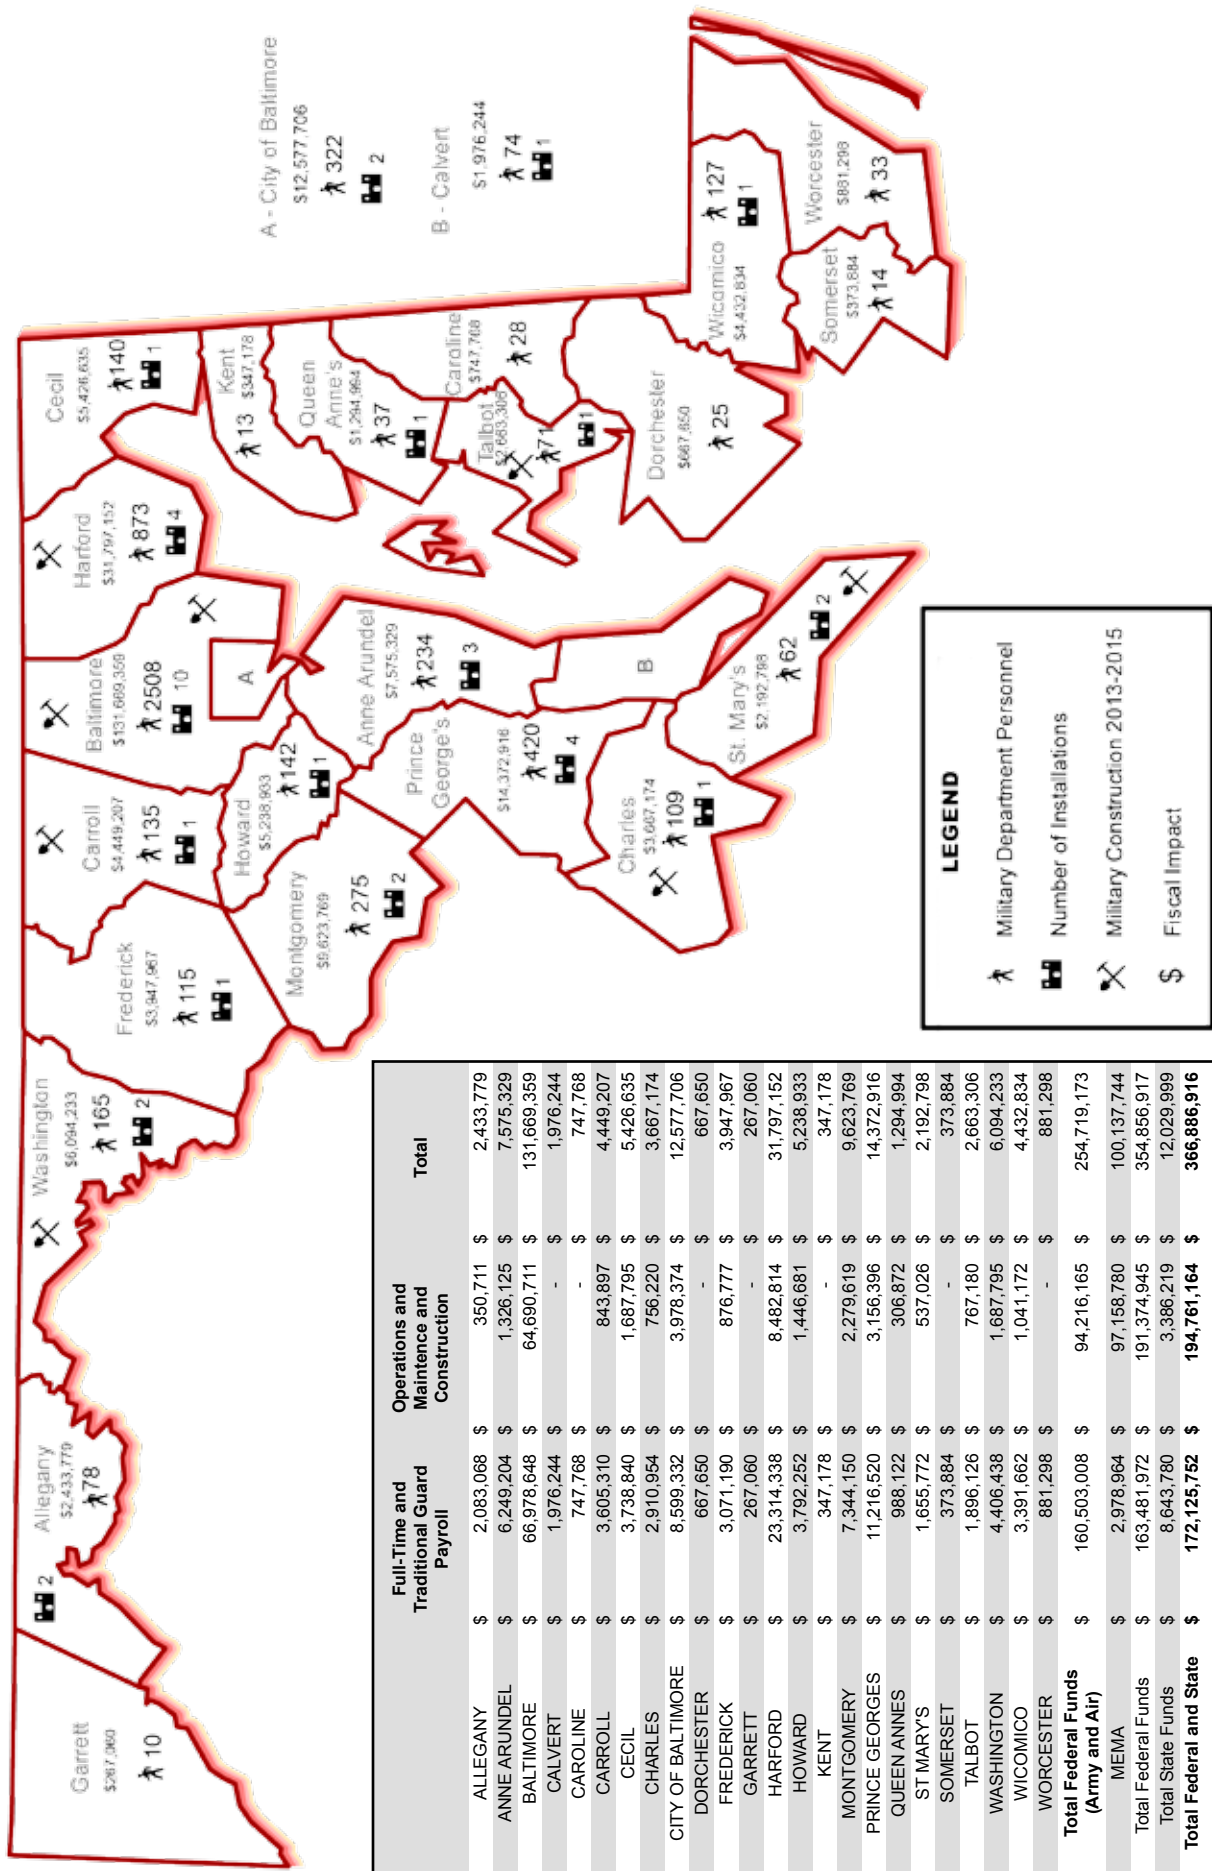 Garrett
$267,060
10
2
Allegany
$2,433,779
78
Washington
$6,094,233
165
2
Frederick
$3,947,967
115
1
Carroll
$4,449,207
135
1
Baltimore
$131,669,359
2508
10
Harford
$31,797,152
873
4
Cecil
$5,426,635
140
1
Kent
$347,178
13
Queen
Anne's
$1,294,994
37
1
Caroline
$747,768
28
Talbot
$2,663,306
71
1
Howard
$5,238,933
142
1
Montgomery
$9,623,769
275
2
A
Anne Arundel
$7,575,329
234
3
Prince
George's
$14,372,916
420
4
B
Charles
$3,667,174
109
1
St. Mary's
$2,192,798
62
2
Dorchester
$667,650
25
Wicomico
$4,432,834
127
1
Somerset
$373,884
14
Worcester
$881,298
33
A - City of Baltimore
$12,577,706
322
2
B - Calvert
$1,976,244
74
1
Full-Time and
Traditional Guard
Payroll
Operations and
Maintence and
Construction
Total
ALLEGANY $ 2,083,068 $ 350,711 $ 2,433,779
ANNE ARUNDEL $ 6,249,204 $ 1,326,125 $ 7,575,329
BALTIMORE $ 66,978,648 $ 64,690,711 $ 131,669,359
CALVERT $ 1,976,244 $ - $ 1,976,244
CAROLINE $ 747,768 $ - $ 747,768
CARROLL $ 3,605,310 $ 843,897 $ 4,449,207
CECIL $ 3,738,840 $ 1,687,795 $ 5,426,635
CHARLES $ 2,910,954 $ 756,220 $ 3,667,174
CITY OF BALTIMORE $ 8,599,332 $ 3,978,374 $ 12,577,706
DORCHESTER $ 667,650 $ - $ 667,650
FREDERICK $ 3,071,190 $ 876,777 $ 3,947,967
GARRETT $ 267,060 $ - $ 267,060
HARFORD $ 23,314,338 $ 8,482,814 $ 31,797,152
HOWARD $ 3,792,252 $ 1,446,681 $ 5,238,933
KENT $ 347,178 $ - $ 347,178
MONTGOMERY $ 7,344,150 $ 2,279,619 $ 9,623,769
PRINCE GEORGES $ 11,216,520 $ 3,156,396 $ 14,372,916
QUEEN ANNES $ 988,122 $ 306,872 $ 1,294,994
ST MARY'S $ 1,655,772 $ 537,026 $ 2,192,798
SOMERSET $ 373,884 $ - $ 373,884
TALBOT $ 1,896,126 $ 767,180 $ 2,663,306
WASHINGTON $ 4,406,438 $ 1,687,795 $ 6,094,233
WICOMICO $ 3,391,662 $ 1,041,172 $ 4,432,834
WORCESTER $ 881,298 $ - $ 881,298
Total Federal Funds
(Army and Air) $ 160,503,008 $ 94,216,165 $ 254,719,173
MEMA $ 2,978,964 $ 97,158,780 $ 100,137,744
Total Federal Funds $ 163,481,972 $ 191,374,945 $ 354,856,917
Total State Funds $ 8,643,780 $ 3,386,219 $ 12,029,999
Total Federal and State $ 172,125,752 $ 194,761,164 $ 366,886,916
LEGEND
Military Department Personnel
Number of Installations
Military Construction 2013-2015
$ Fiscal Impact